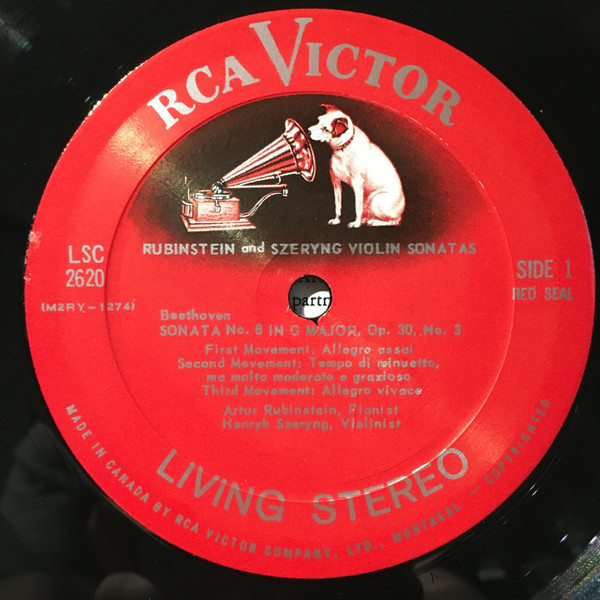 RCA VICTOR
RUBINSTEIN and SZERYNG VIOLIN SONATAS
LSC
2620
(M2RY-1274)
SIDE 1
RED SEAL
partr
Beethoven
SONATA No. 8 IN G MAJOR, Op. 30, No. 3
First Movement: Allegro assai
Second Movement: Tempo di minuetto,
ma molto moderato e grazioso
Third Movement: Allegro vivace
Artur Rubinstein, Pianist
Henryk Szeryng, Violinist
LIVING STEREO
MADE IN CANADA BY RCA VICTOR COMPANY, LTD., MONTREAL — COPYRIGHTED